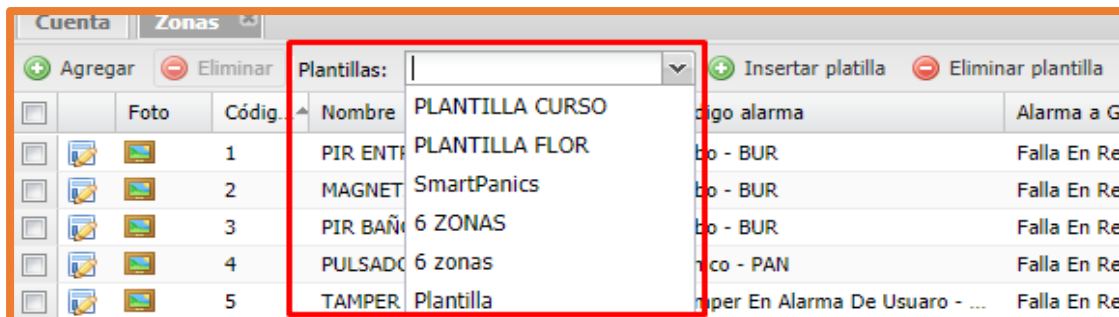 Cuenta Zonas
Agregar Eliminar Plantillas: Insertar platilla Eliminar plantilla
Foto Códig... Nombre digo alarma Alarma a G
PLANTILLA CURSO
1 PIR ENT bo - BUR Falla En Re
PLANTILLA FLOR
2 MAGNET bo - BUR Falla En Re
SmartPanics
3 PIR BAÑ bo - BUR Falla En Re
6 ZONAS
4 PULSAD co - PAN Falla En Re
6 zonas
5 TAMPER mper En Alarma De Usuaro - ... Falla En Re
Plantilla